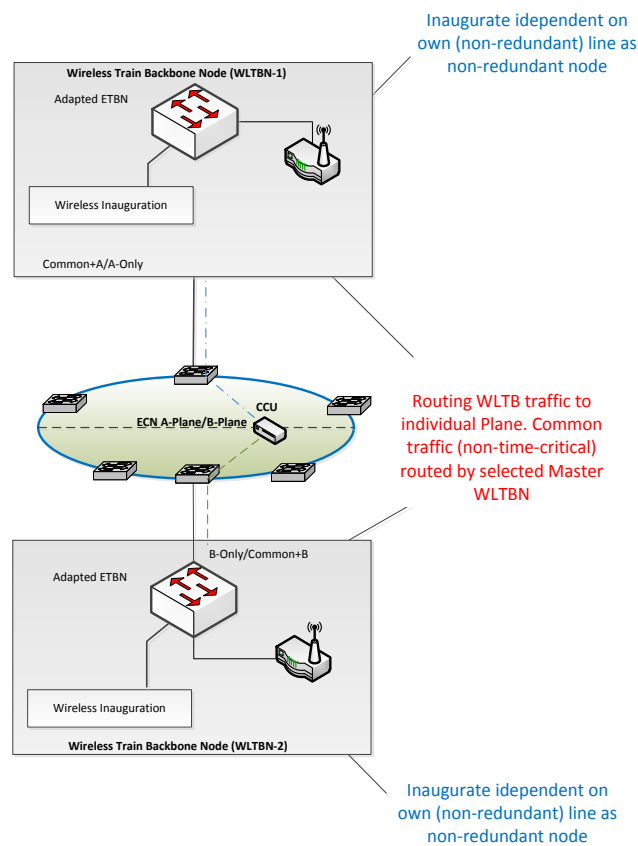 Inaugurate idependent on
own (non-redundant) line as
non-redundant node
Wireless Train Backbone Node (WLTBN-1)
Adapted ETBN
Wireless Inauguration
Common+A/A-Only
CCU
ECN A-Plane/B-Plane
Routing WLTB traffic to
individual Plane. Common
traffic (non-time-critical)
routed by selected Master
WLTBN
B-Only/Common+B
Adapted ETBN
Wireless Inauguration
Wireless Train Backbone Node (WLTBN-2)
Inaugurate idependent on
own (non-redundant) line as
non-redundant node